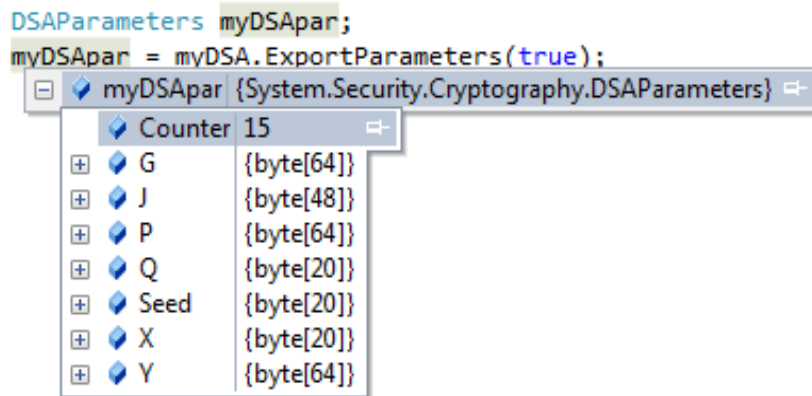 DSAParameters myDSApar;
myDSApar = myDSA.ExportParameters(true);
myDSApar {System.Security.Cryptography.DSAParameters}
Counter 15
G {byte[64]}
J {byte[48]}
P {byte[64]}
Q {byte[20]}
Seed {byte[20]}
X {byte[20]}
Y {byte[64]}